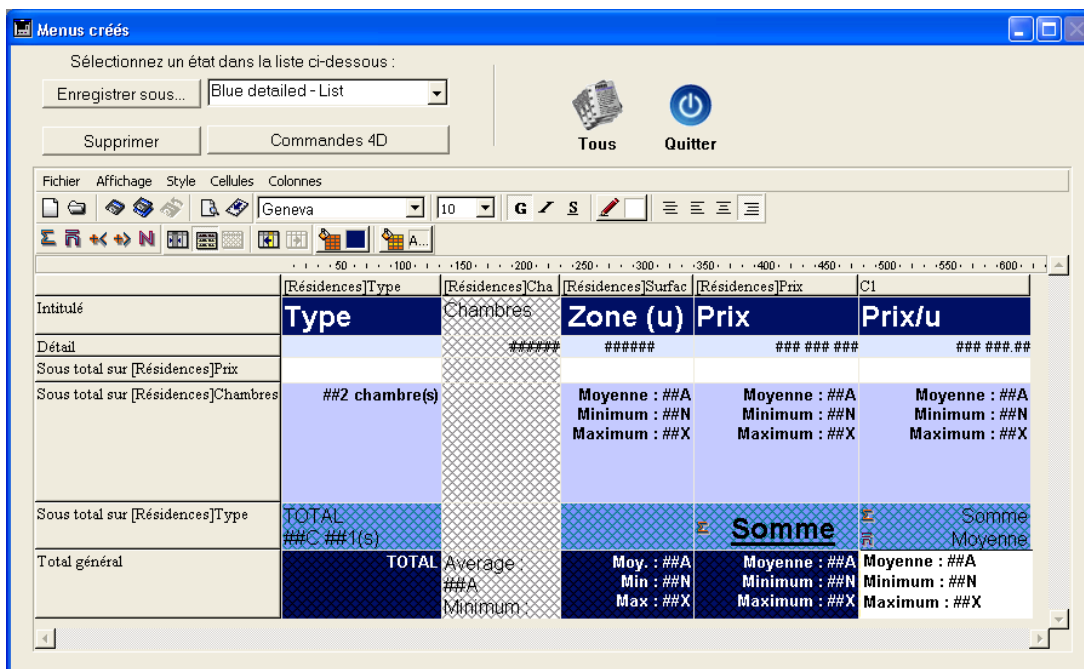 Menus créés
Sélectionnez un état dans la liste ci-dessous :
Enregistrer sous... Blue detailed - List
Supprimer Commandes 4D Tous Quitter
Fichier Affichage Style Cellules Colonnes
Geneva 10 G I S
N A...
50 100 150 200 250 300 350 400 450 500 550 600
[Résidences]Type [Résidences]Cha [Résidences]Surfac [Résidences]Prix C1
Intitulé Type Chambres Zone (u) Prix Prix/u
Détail ###### ###### ### ### ### ### ###.##
Sous total sur [Résidences]Prix
Sous total sur [Résidences]Chambres ##2 chambre(s) Moyenne : ##A Moyenne : ##A Moyenne : ##A
Minimum : ##N Minimum : ##N Minimum : ##N
Maximum : ##X Maximum : ##X Maximum : ##X
Sous total sur [Résidences]Type TOTAL Somme Somme
##C ##1(s) Moyenne
Total général TOTAL Average : Moy. : ##A Moyenne : ##A Moyenne : ##A
##A Min : ##N Minimum : ##N Minimum : ##N
Minimum : Max : ##X Maximum : ##X Maximum : ##X